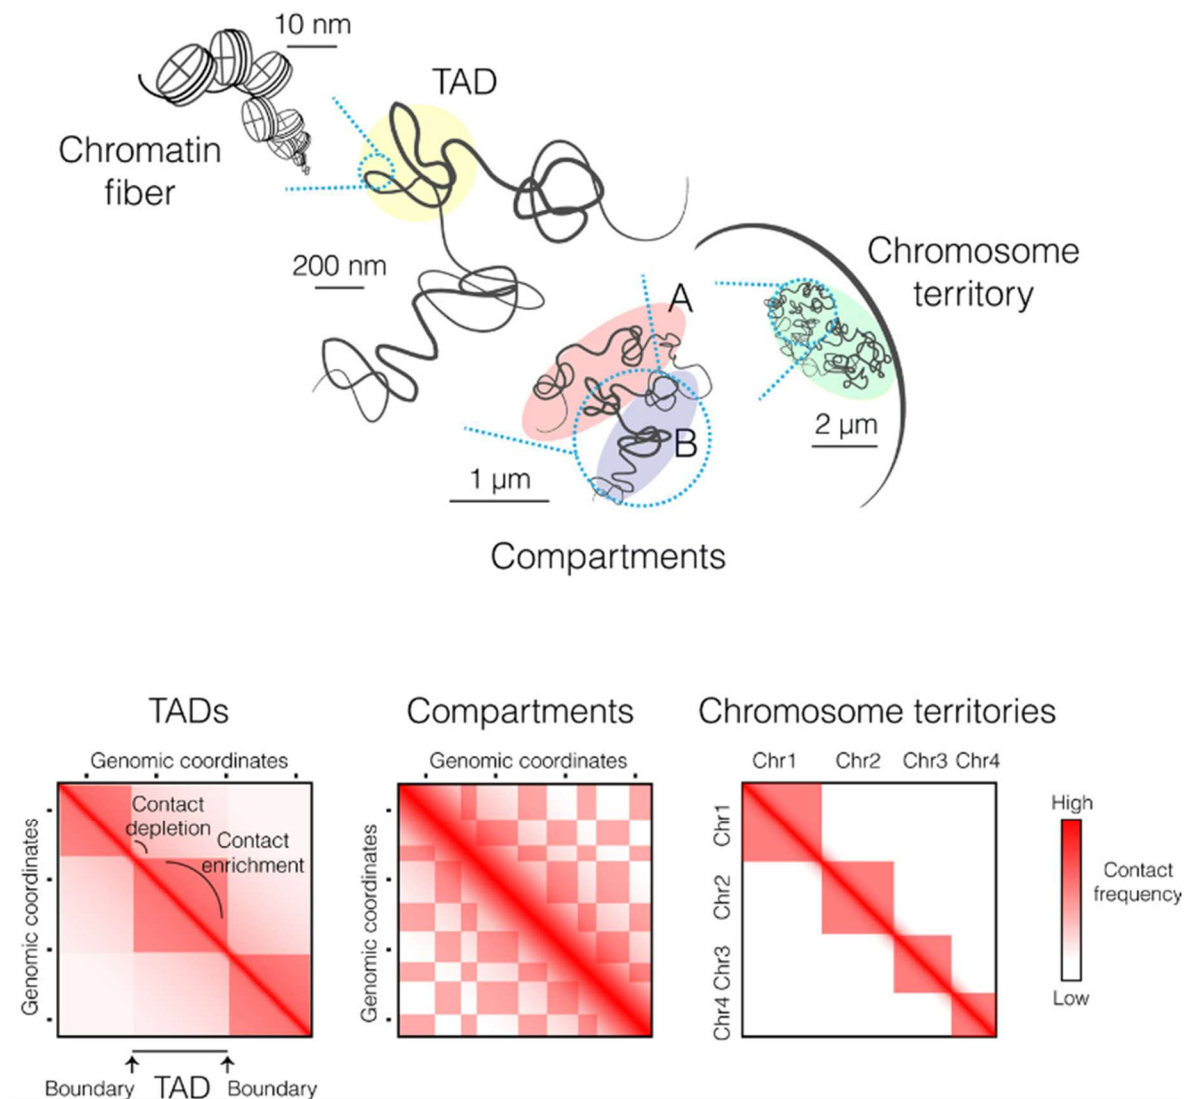 10 nm
TAD
Chromatin
fiber
200 nm
Chromosome
territory
A
B
2 μm
1 μm
Compartments
TADs
Genomic coordinates
Genomic coordinates
Contact
depletion
Contact
enrichment
Boundary
TAD
Boundary
Compartments
Genomic coordinates
Genomic coordinates
Chromosome territories
Chr1 Chr2 Chr3 Chr4
Chr1
Chr2
Chr3
Chr4
High
Contact
frequency
Low